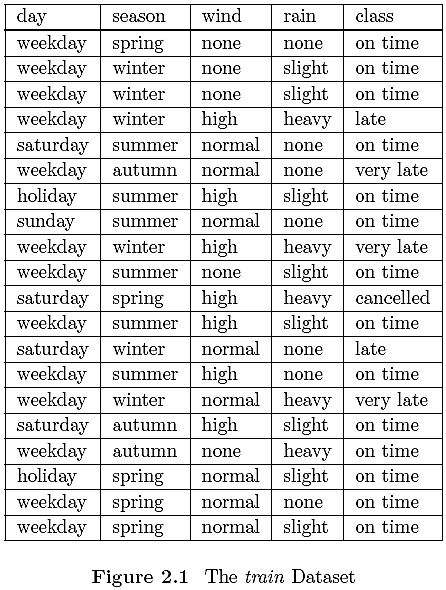 day season wind rain class
weekday spring none none on time
weekday winter none slight on time
weekday winter none slight on time
weekday winter high heavy late
saturday summer normal none on time
weekday autumn normal none very late
holiday summer high slight on time
sunday summer normal none on time
weekday winter high heavy very late
weekday summer none slight on time
saturday spring high heavy cancelled
weekday summer high slight on time
saturday winter normal none late
weekday summer high none on time
weekday winter normal heavy very late
saturday autumn high slight on time
weekday autumn none heavy on time
holiday spring normal slight on time
weekday spring normal none on time
weekday spring normal slight on time
Figure 2.1 The train Dataset